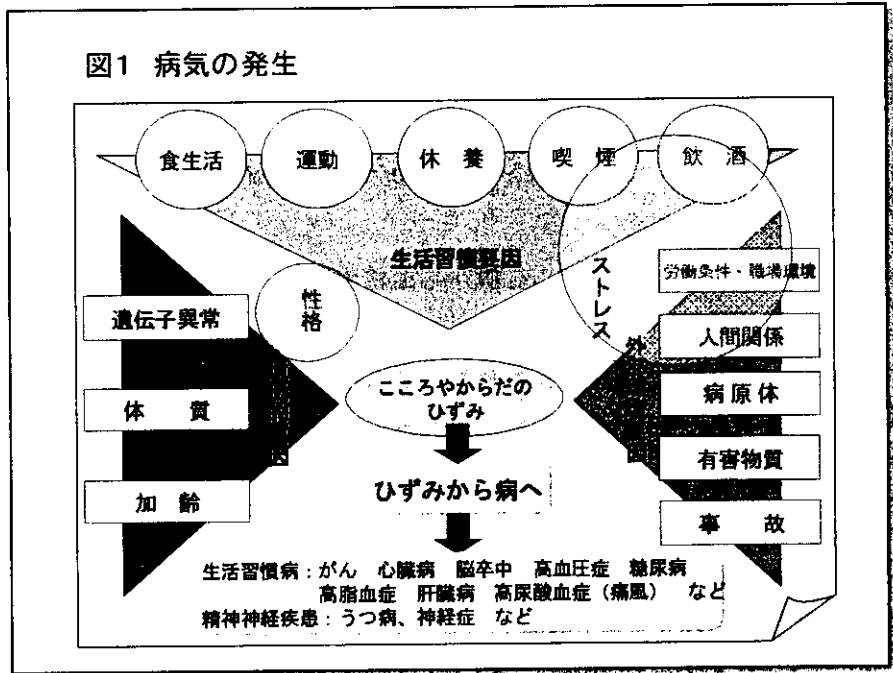 図1 病気の発生
食生活
運動
休 養
喫 煙
飲 酒
生活習慣要因
ストレス
労働条件・職場環境
性格
遺伝子異常
人間関係
こころやからだの
ひずみ
体 質
病原体
有害物質
ひずみから病へ
加 齢
事 故
生活習慣病:がん 心臓病 脳卒中 高血圧症 糖尿病
高脂血症 肝臓病 高尿酸血症(痛風) など
精神神経疾患:うつ病、神経症 など